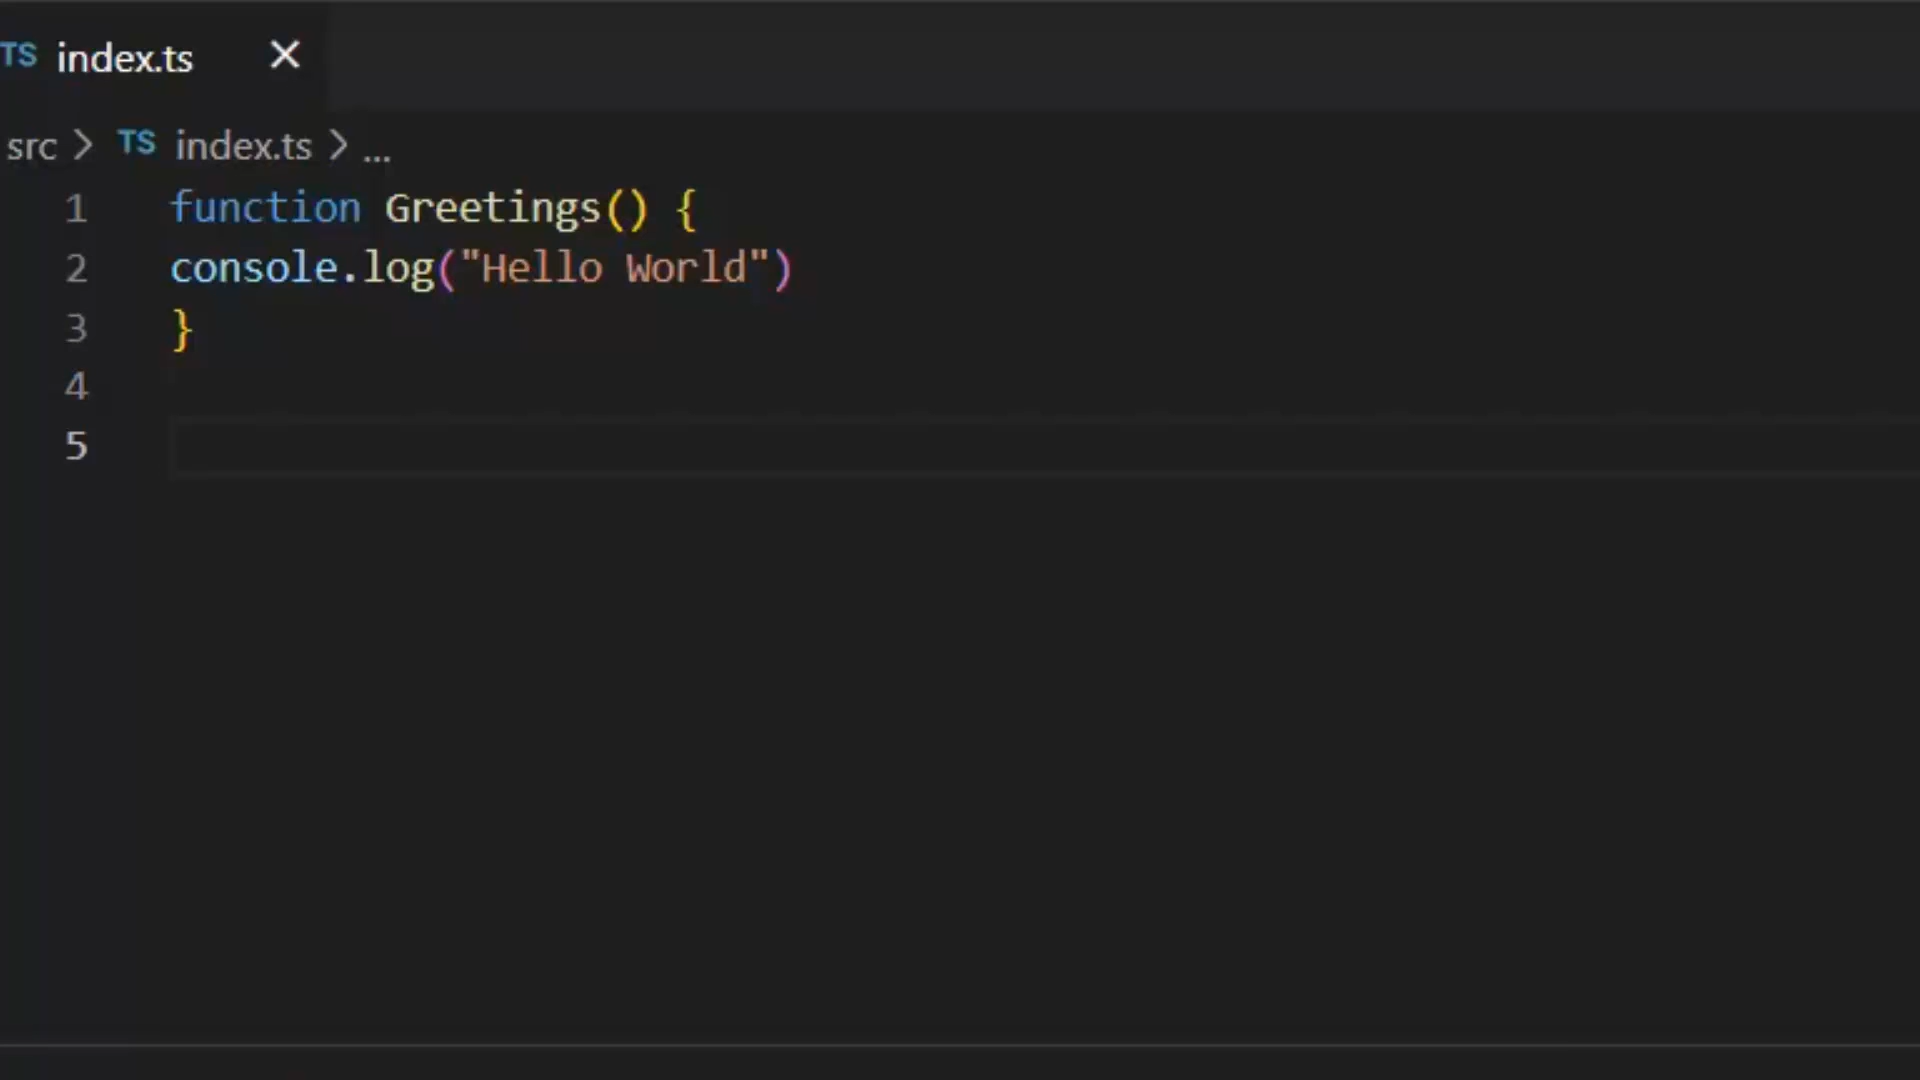 TS index.ts ×
src > TS index.ts > ...
1 function Greetings() {
2 console.log("Hello World")
3 }
4
5